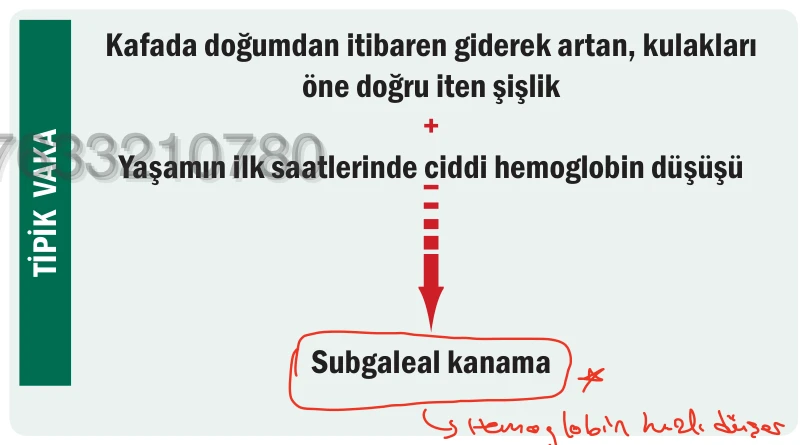 Kafada doğumdan itibaren giderek artan, kulakları
öne doğru iten şişlik
+
Yaşamın ilk saatlerinde ciddi hemoglobin düşüşü
TİPİK VAKA
Subgaleal kanama
Hemoglobin hızlı düşer